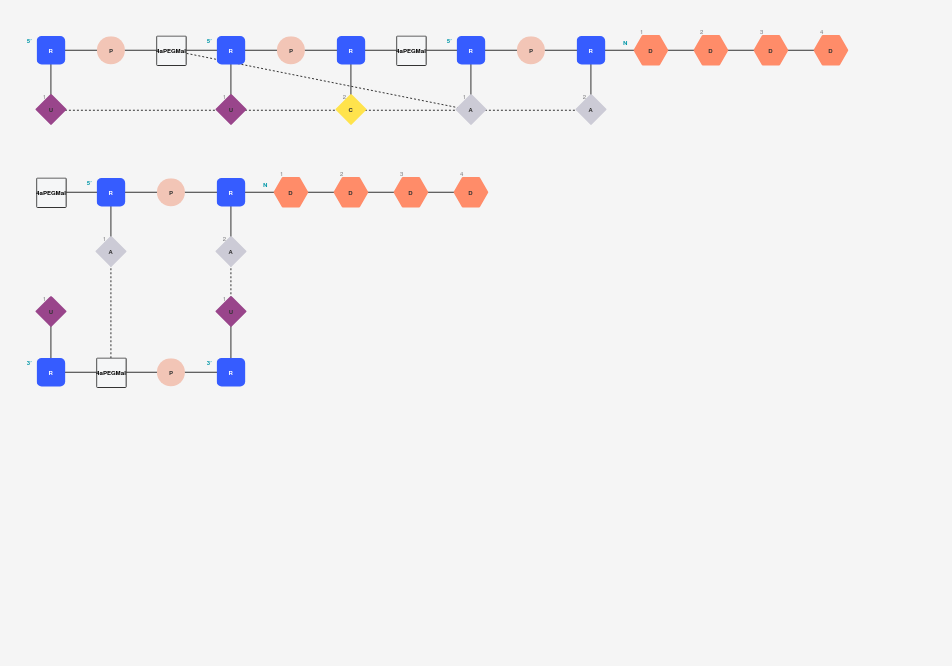 1 2 3 4
5' R P 4aPEGMal 5' R P R 4aPEGMal 5' P R N D D D D
R
1 1 2 1 2
U U C A A
1 2 3 4
4aPEGMal 5' R P R N D D D D
1 2
A A
1 1
U U
3' R 4aPEGMal P 3' R